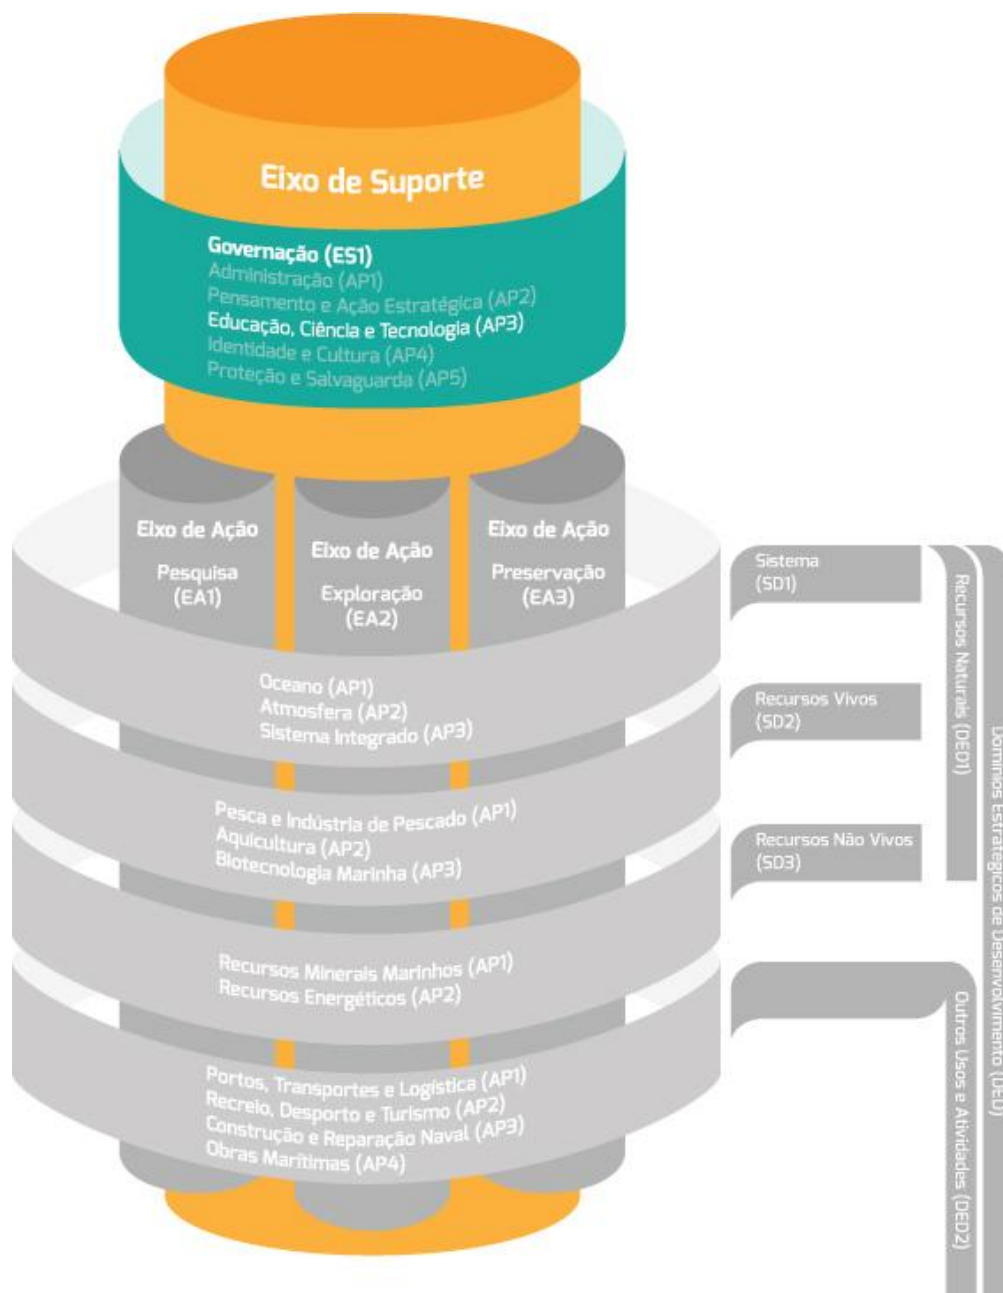 Eixo de Suporte
Governação (ES1)
Administração (AP1)
Pensamento e Ação Estratégica (AP2)
Educação, Ciência e Tecnologia (AP3)
Identidade e Cultura (AP4)
Proteção e Salvaguarda (AP5)
Eixo de Ação
Pesquisa
(EA1)
Eixo de Ação
Exploração
(EA2)
Eixo de Ação
Preservação
(EA3)
Oceano (AP1)
Atmosfera (AP2)
Sistema Integrado (AP3)
Sistema
(SD1)
Pesca e Indústria de Pescado (AP1)
Aquicultura (AP2)
Biotecnologia Marinha (AP3)
Recursos Vivos
(SD2)
Recursos Minerais Marinhos (AP1)
Recursos Energéticos (AP2)
Recursos Não Vivos
(SD3)
Portos, Transportes e Logística (AP1)
Recreio, Desporto e Turismo (AP2)
Construção e Reparação Naval (AP3)
Obras Marítimas (AP4)
Recursos Naturais (DED1)
Outros Usos e Atividades (DED2)
Domínios Estratégicos de Desenvolvimento (DED)